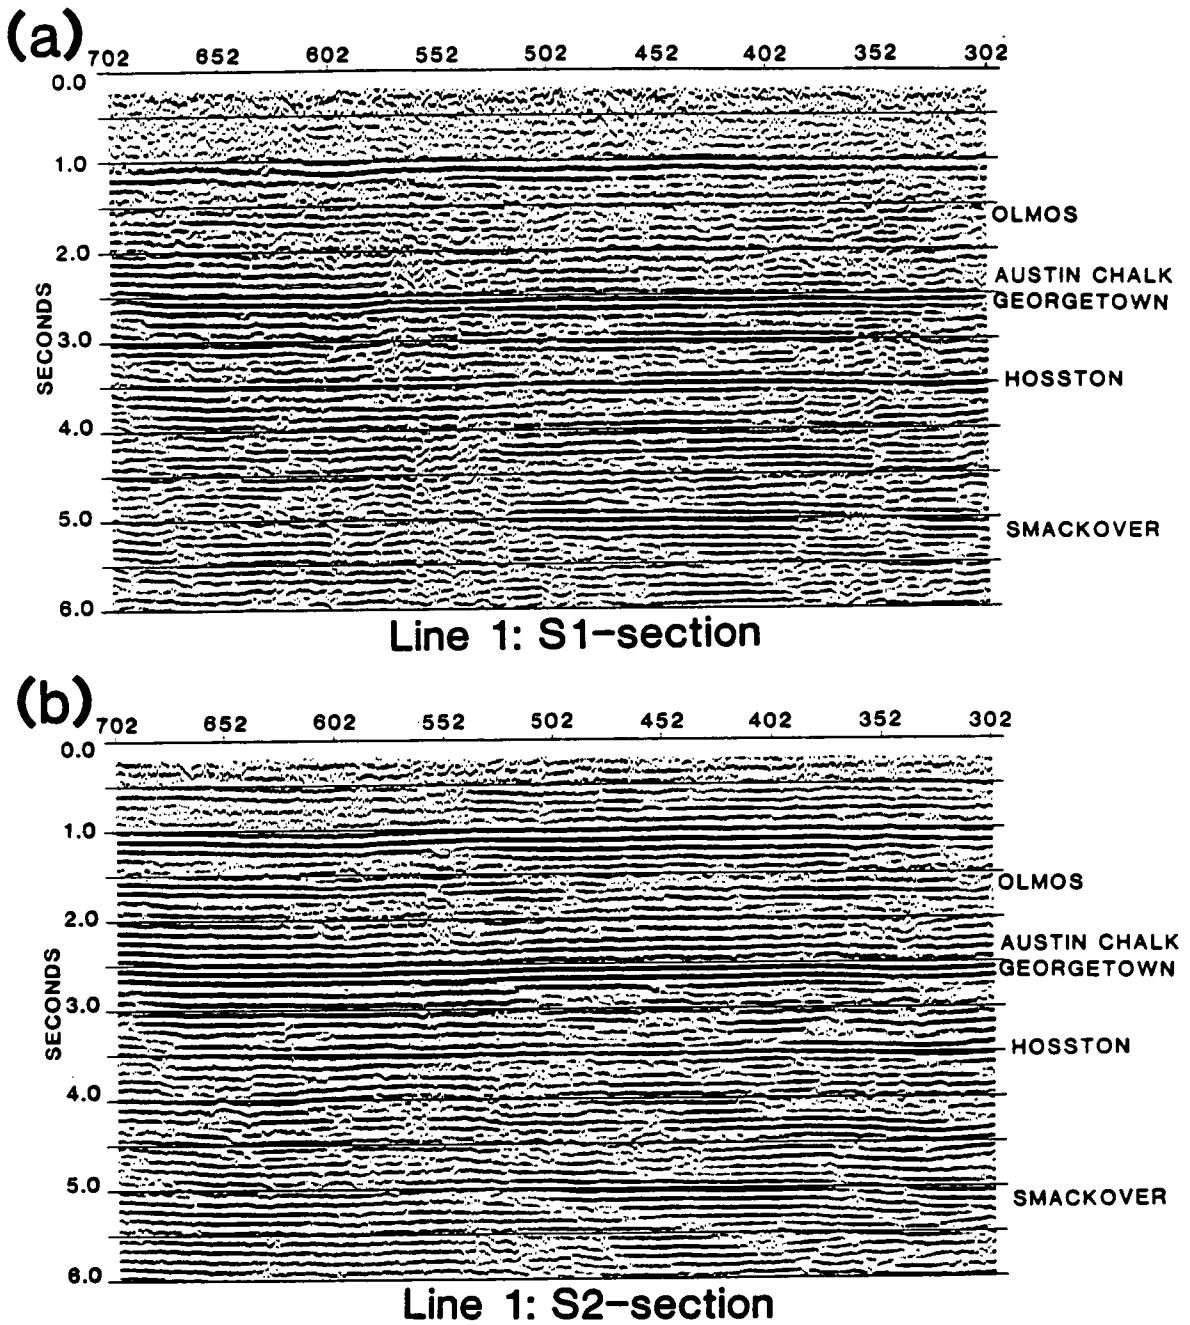 (a)
702 652 602 552 502 452 402 352 302
0.0
1.0
OLMOS
2.0
AUSTIN CHALK
GEORGETOWN
SECONDS
3.0
HOSSTON
4.0
5.0
SMACKOVER
6.0
Line 1: S1-section
(b)
702 652 602 552 502 452 402 352 302
0.0
1.0
OLMOS
2.0
AUSTIN CHALK
GEORGETOWN
SECONDS
3.0
HOSSTON
4.0
5.0
SMACKOVER
6.0
Line 1: S2-section